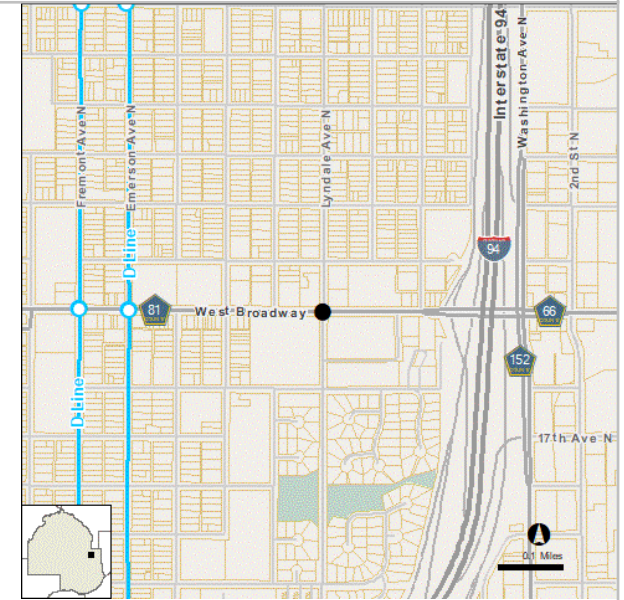 Interstate 94
Washington Ave N
Fremont Ave N
Emerson Ave N
Lyndale Ave N
2nd St N
D Line
94
81
West Broadway
66
152
D Line
17th Ave N
0.1 Miles